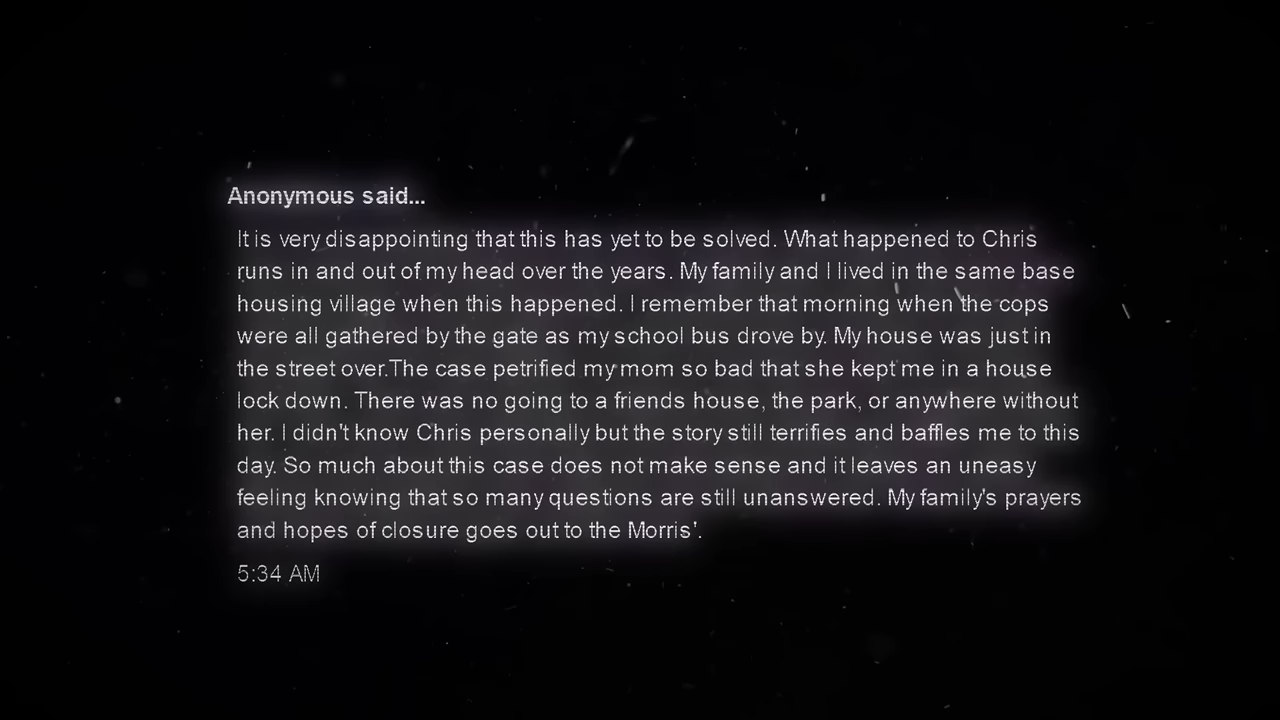 Anonymous said...
It is very disappointing that this has yet to be solved. What happened to Chris
runs in and out of my head over the years. My family and I lived in the same base
housing village when this happened. I remember that morning when the cops
were all gathered by the gate as my school bus drove by. My house was just in
the street over.The case petrified my mom so bad that she kept me in a house
lock down. There was no going to a friends house, the park, or anywhere without
her. I didn't know Chris personally but the story still terrifies and baffles me to this
day. So much about this case does not make sense and it leaves an uneasy
feeling knowing that so many questions are still unanswered. My family's prayers
and hopes of closure goes out to the Morris'.
5:34 AM